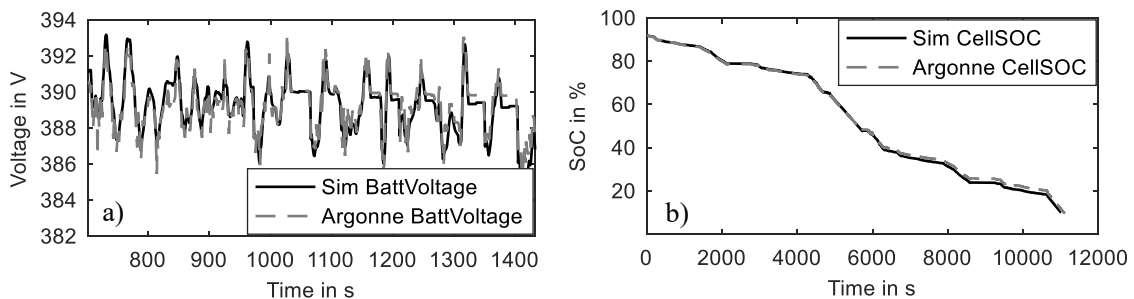 394
392
390
388
386
384
382
Voltage in V
a)
Sim BattVoltage
Argonne BattVoltage
800 900 1000 1100 1200 1300 1400
Time in s
100
80
60
40
20
SoC in %
b)
Sim CellSOC
Argonne CellSOC
0 2000 4000 6000 8000 10000 12000
Time in s